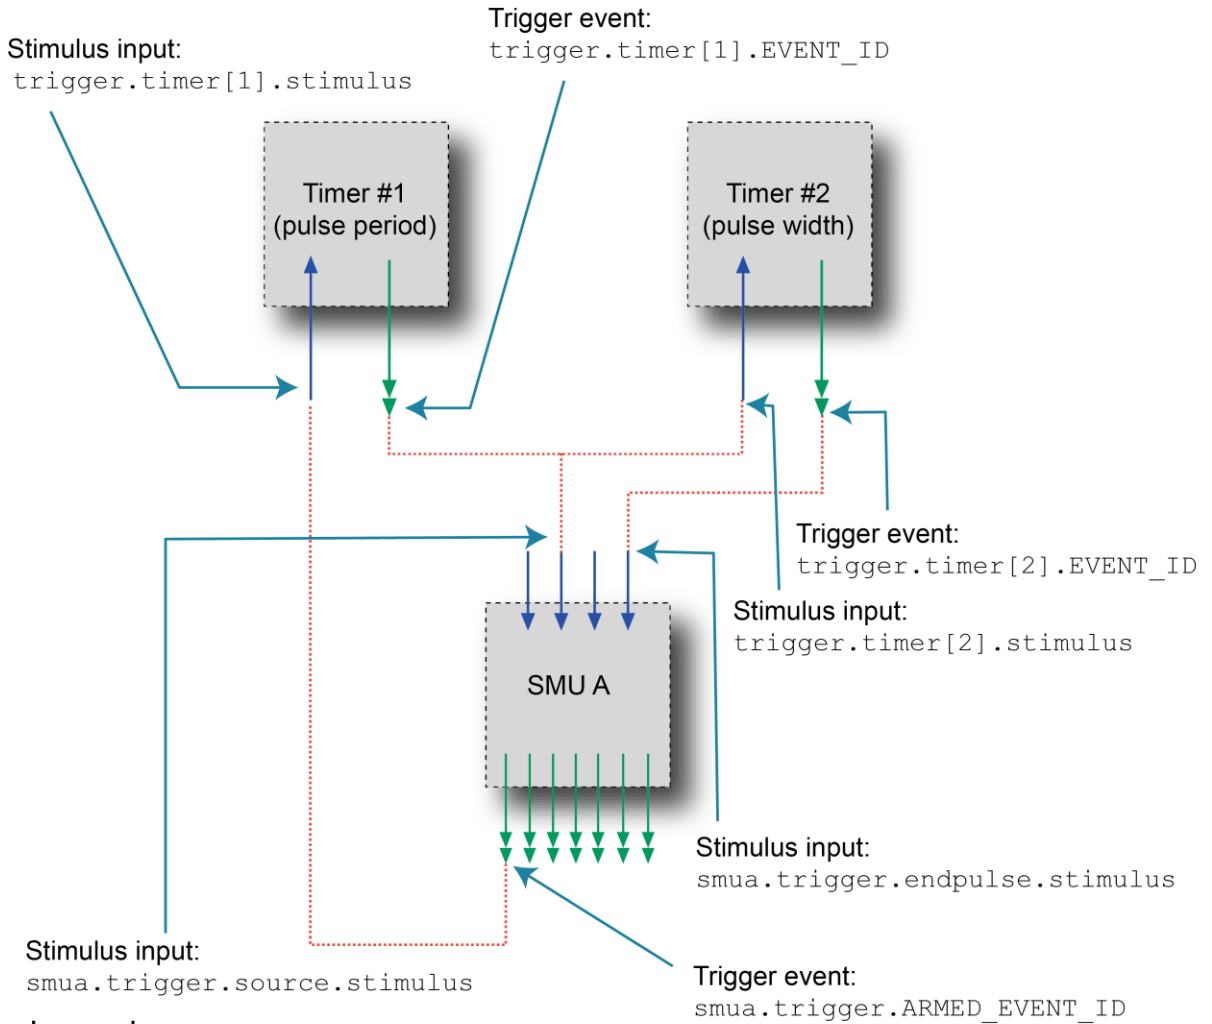 Trigger event:
trigger.timer[1].EVENT_ID
Stimulus input:
trigger.timer[1].stimulus
Timer #1
(pulse period)
Timer #2
(pulse width)
Trigger event:
trigger.timer[2].EVENT_ID
Stimulus input:
trigger.timer[2].stimulus
SMU A
Stimulus input:
smua.trigger.endpulse.stimulus
Stimulus input:
smua.trigger.source.stimulus
Trigger event:
smua.trigger.ARMED_EVENT_ID